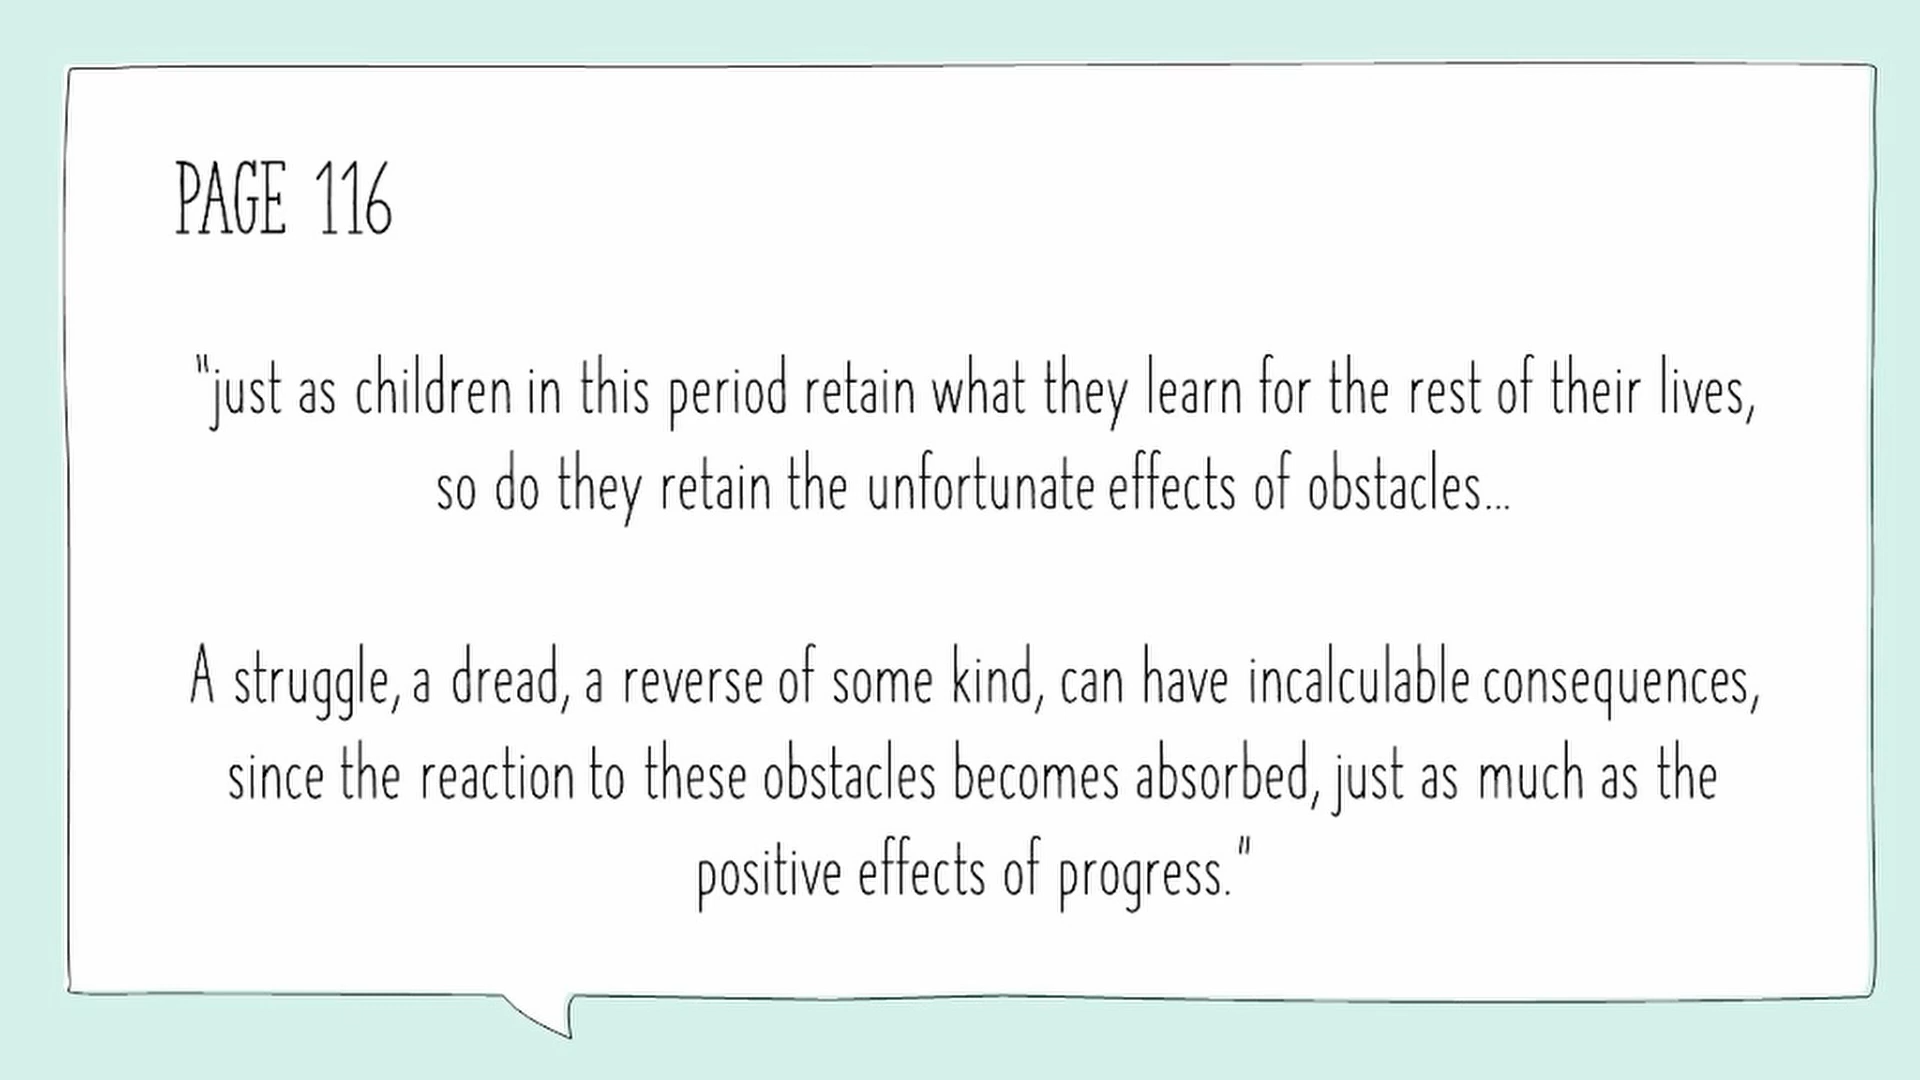 PAGE 116
"just as children in this period retain what they learn for the rest of their lives,
so do they retain the unfortunate effects of obstacles...
A struggle, a dread, a reverse of some kind, can have incalculable consequences,
since the reaction to these obstacles becomes absorbed, just as much as the
positive effects of progress."